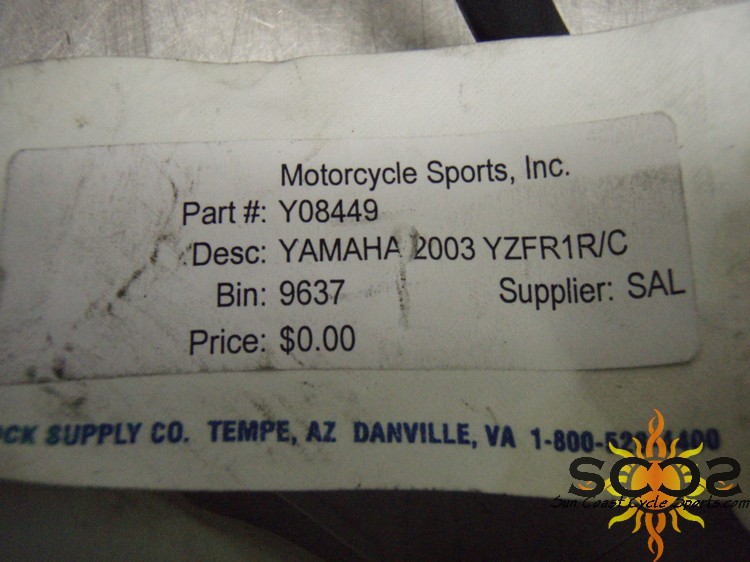 Motorcycle Sports, Inc.
Part #: Y08449
Desc: YAMAHA 2003 YZFR1R/C
Bin: 9637 Supplier: SAL
Price: $0.00
OCK SUPPLY CO. TEMPE, AZ DANVILLE, VA
Sun Coast Cycle Sports.com